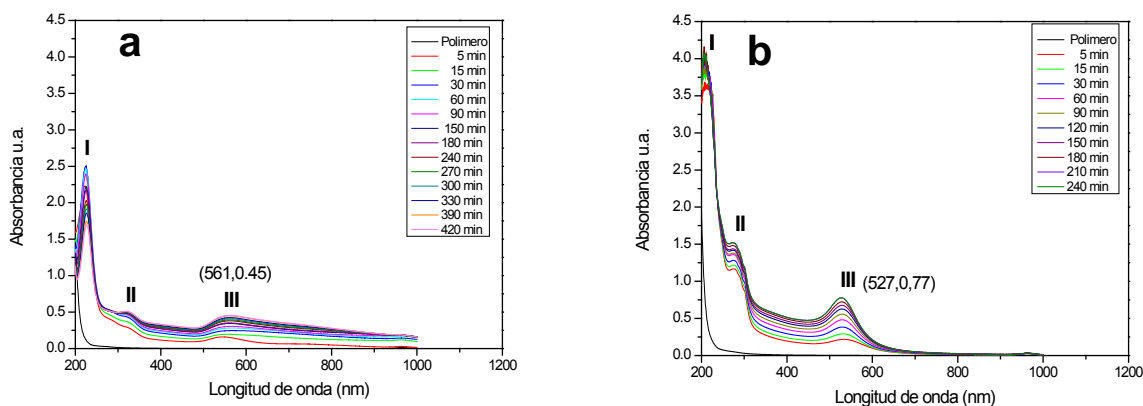 a
Absorbancia u.a.
4.5
4.0
3.5
3.0
2.5
2.0
1.5
1.0
0.5
0.0
I
II
III
(561,0.45)
Polimero
5 min
15 min
30 min
60 min
90 min
150 min
180 min
240 min
270 min
300 min
330 min
390 min
420 min
200 400 600 800 1000 1200
Longitud de onda (nm)
b
Absorbancia u.a.
4.5
4.0
3.5
3.0
2.5
2.0
1.5
1.0
0.5
0.0
I
II
III (527,0.77)
Polimero
5 min
15 min
30 min
60 min
90 min
120 min
150 min
180 min
210 min
240 min
200 400 600 800 1000 1200
Longitud de onda (nm)